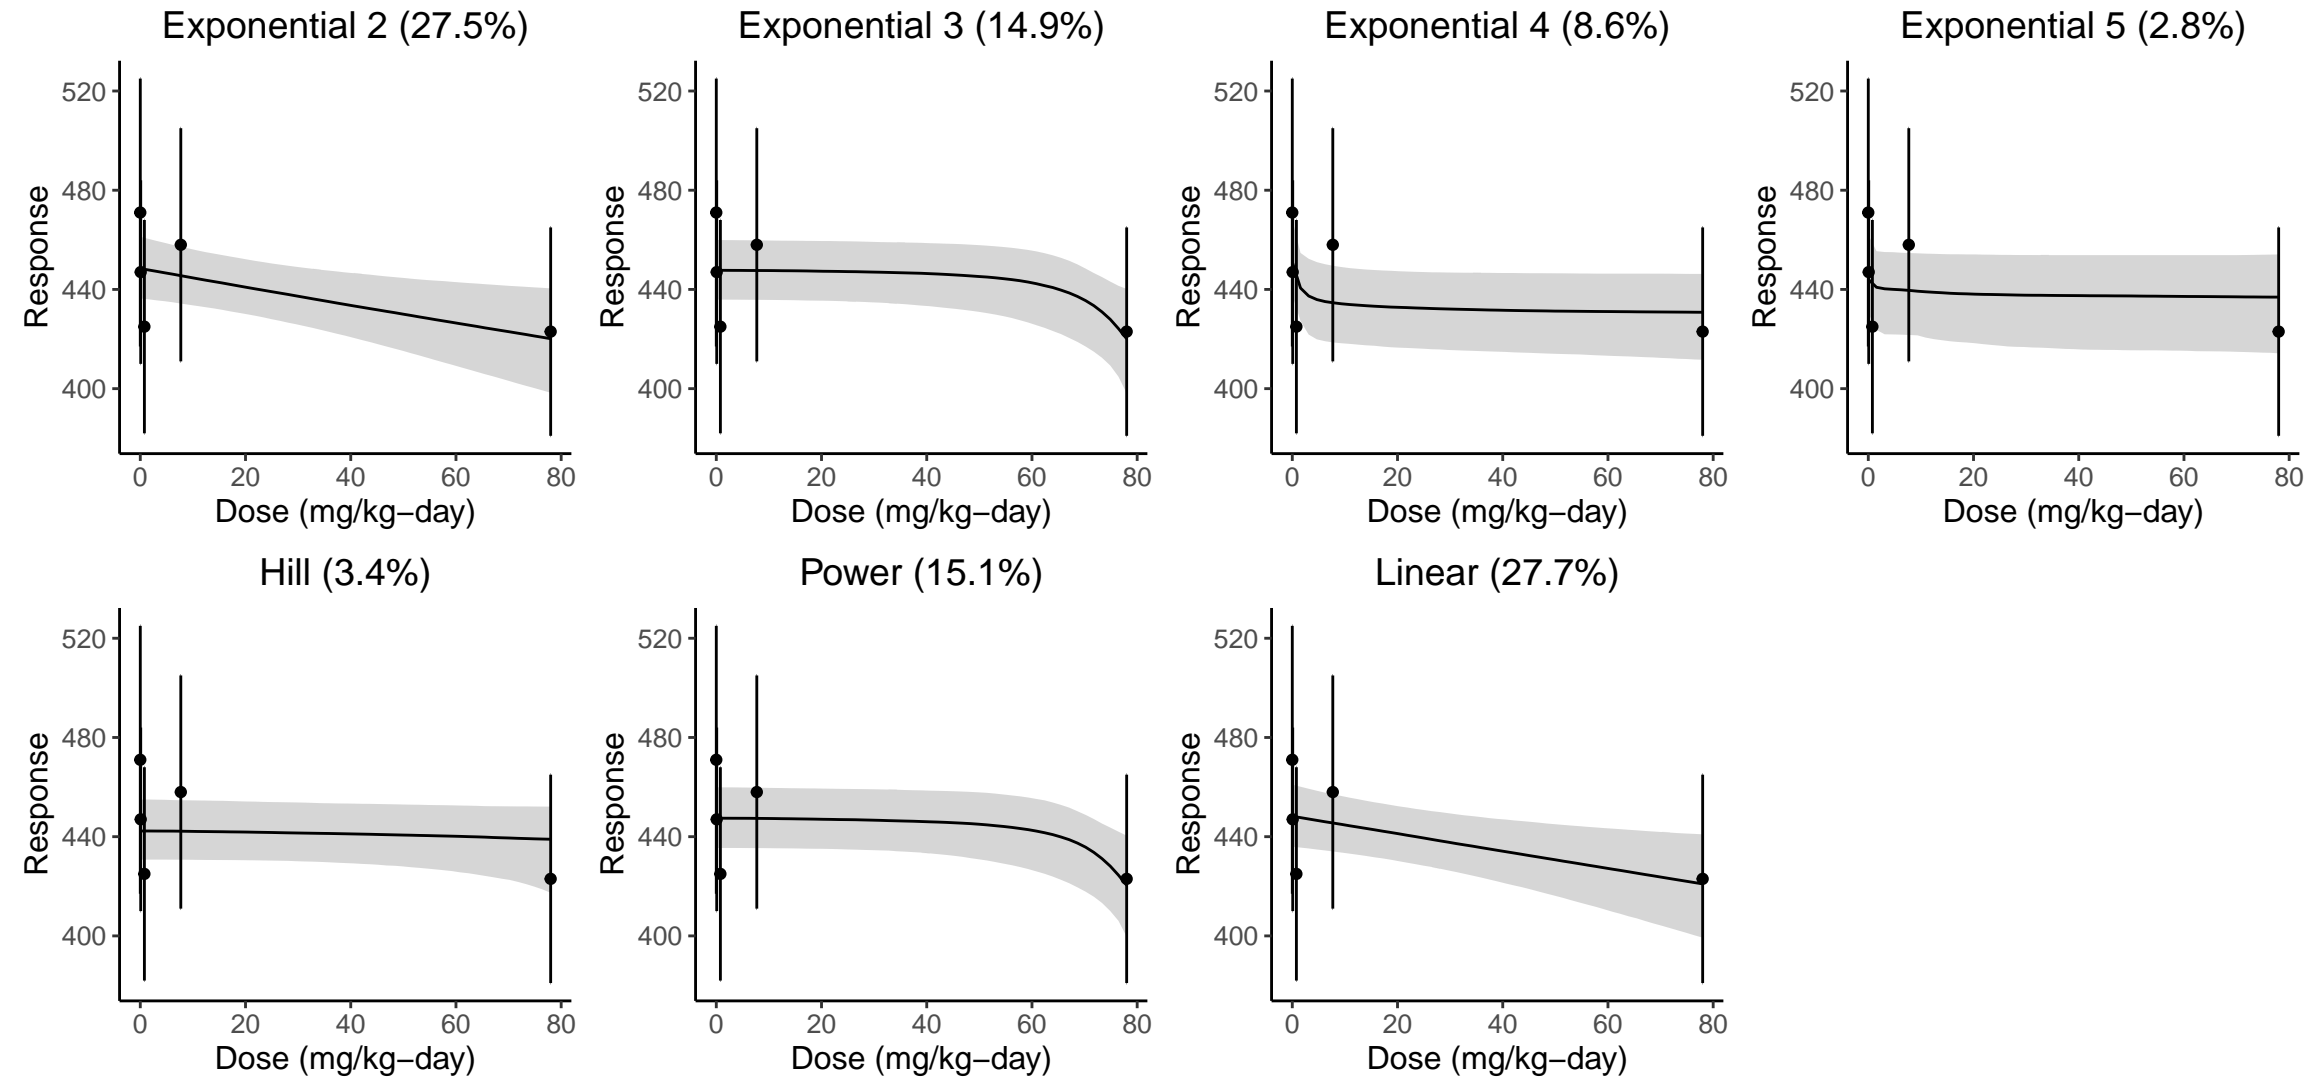 Exponential 2 (27.5%)
Response
520
480
440
400
0 20 40 60 80
Dose (mg/kg−day)
Exponential 3 (14.9%)
Response
520
480
440
400
0 20 40 60 80
Dose (mg/kg−day)
Exponential 4 (8.6%)
Response
520
480
440
400
0 20 40 60 80
Dose (mg/kg−day)
Exponential 5 (2.8%)
Response
520
480
440
400
0 20 40 60 80
Dose (mg/kg−day)
Hill (3.4%)
Response
520
480
440
400
0 20 40 60 80
Dose (mg/kg−day)
Power (15.1%)
Response
520
480
440
400
0 20 40 60 80
Dose (mg/kg−day)
Linear (27.7%)
Response
520
480
440
400
0 20 40 60 80
Dose (mg/kg−day)